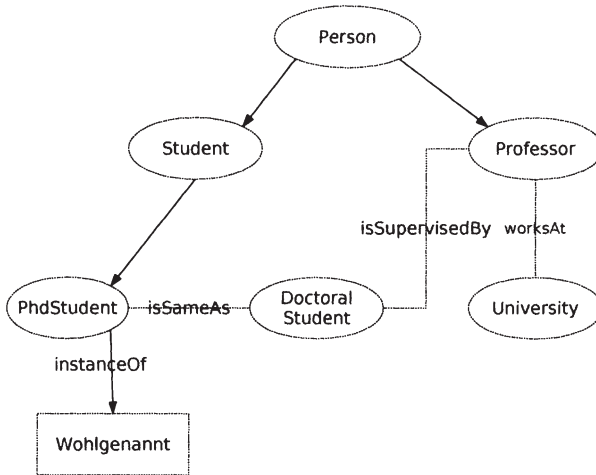 Person
Student
Professor
isSupervisedBy
worksAt
PhdStudent
isSameAs
Doctoral
Student
University
instanceOf
Wohlgenannt